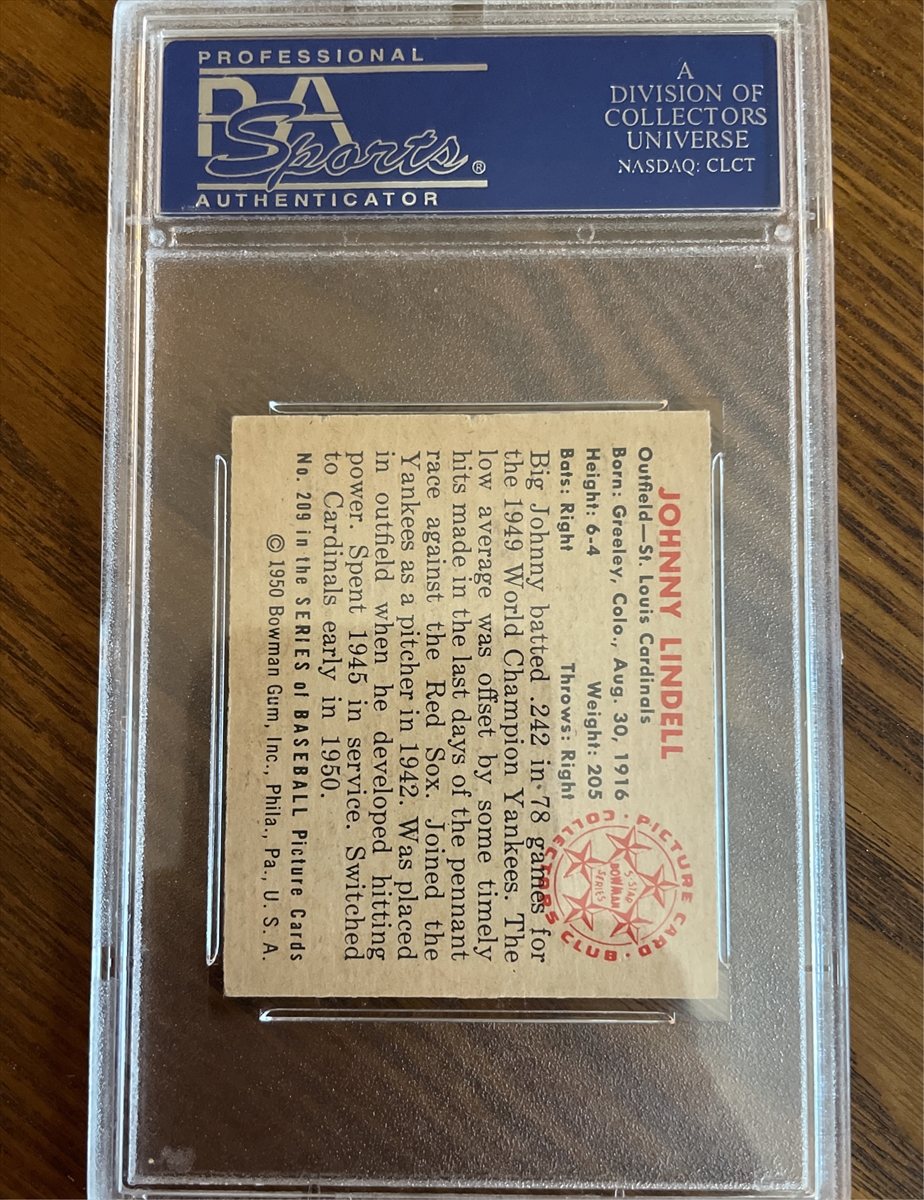 PROFESSIONAL
PSA
Sports®
AUTHENTICATOR
A
DIVISION OF
COLLECTORS
UNIVERSE
NASDAQ: CLCT
JOHNNY LINDELL
Outfield—St. Louis Cardinals
Born: Greeley, Colo., Aug. 30, 1916
Height: 6-4 Weight: 205
Bats: Right Throws: Right
Big Johnny batted .242 in 78 games for
the 1949 World Champion Yankees. The
low average was offset by some timely
hits made in the last days of the pennant
race against the Red Sox. Joined the
Yankees as a pitcher in 1942. Was placed
in outfield when he developed hitting
power. Spent 1945 in service. Switched
to Cardinals early in 1950.
No. 209 in the SERIES of BASEBALL Picture Cards
© 1950 Bowman Gum, Inc., Phila., Pa., U. S. A.
· PICTURE CARD · COLLECTORS CLUB
5-STAR
BOWMAN
SERIES